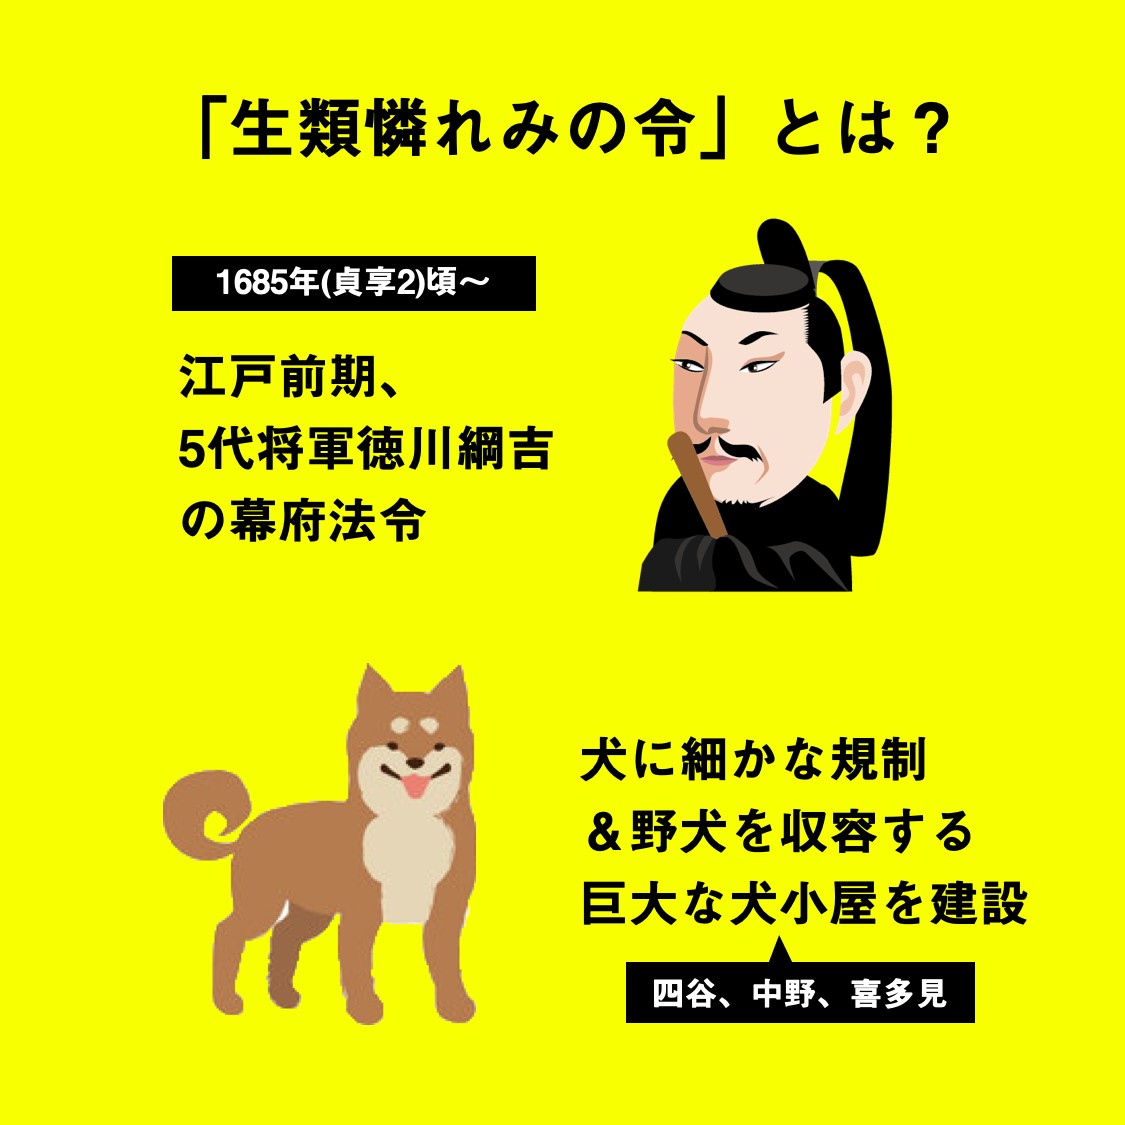 「生類憐れみの令」とは？
1685年(貞享2)頃〜
江戸前期、
5代将軍徳川綱吉
の幕府法令
犬に細かな規制
＆野犬を収容する
巨大な犬小屋を建設
四谷、中野、喜多見